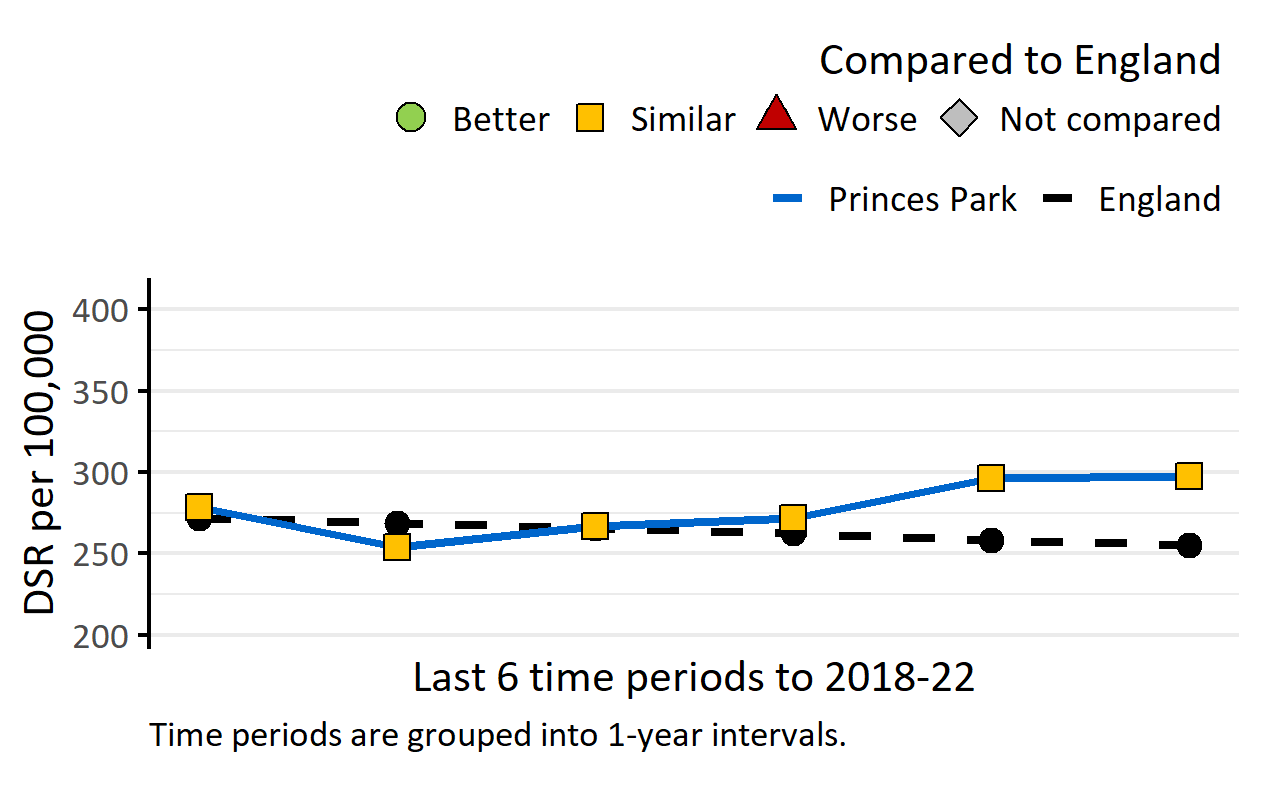 Compared to England
Better Similar Worse Not compared
Princes Park England
DSR per 100,000
400
350
300
250
200
Last 6 time periods to 2018-22
Time periods are grouped into 1-year intervals.